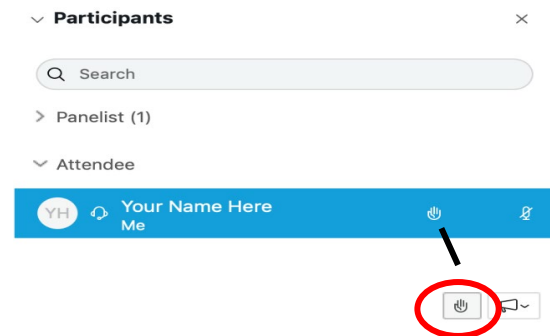 Participants
Search
Panelist (1)
Attendee
YH
Your Name Here
Me